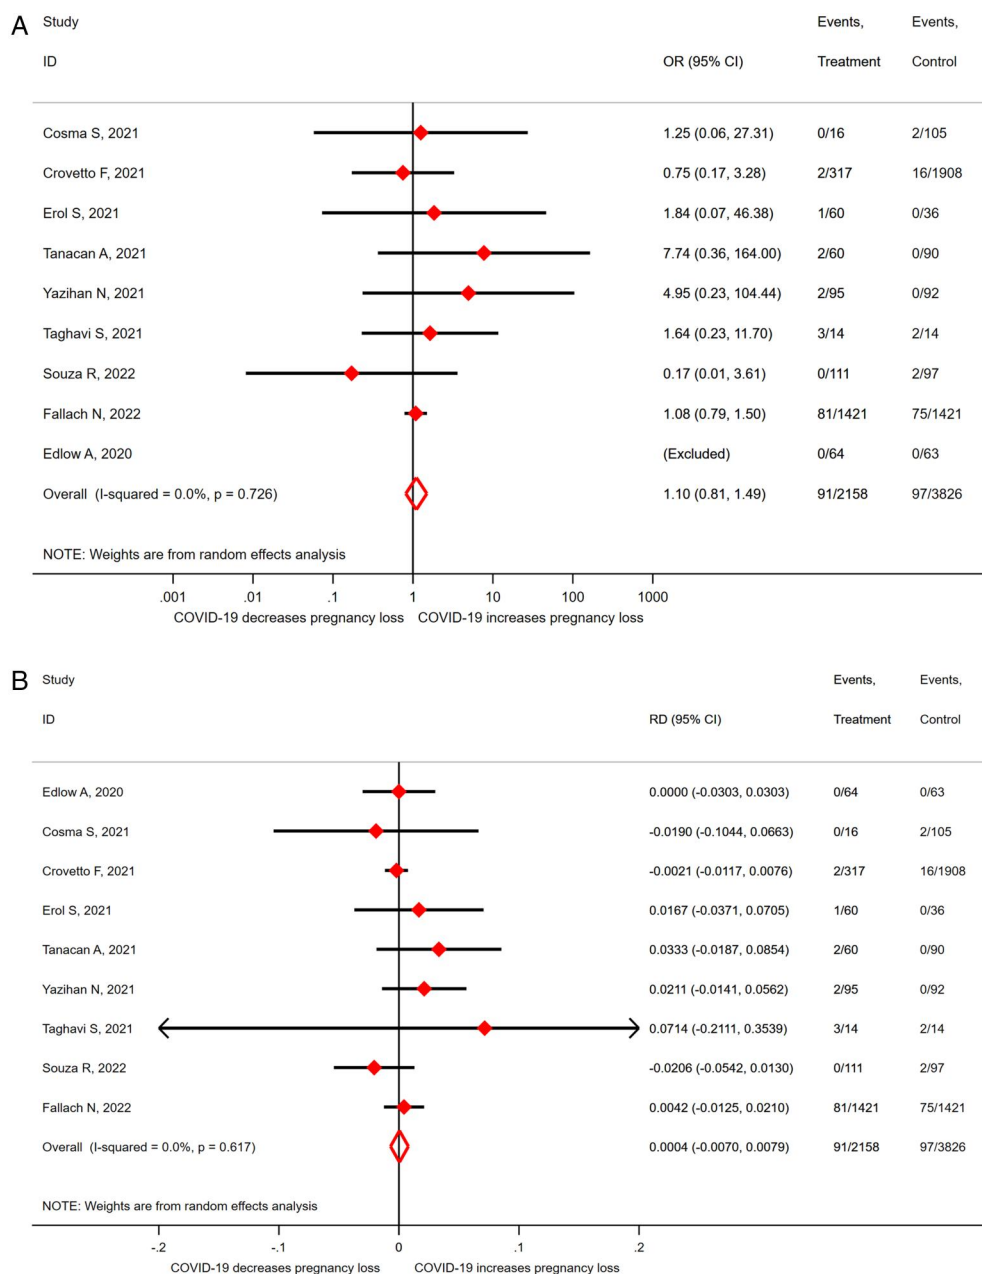 A Study Events, Events,
ID OR (95% CI) Treatment Control
Cosma S, 2021 1.25 (0.06, 27.31) 0/16 2/105
Crovetto F, 2021 0.75 (0.17, 3.28) 2/317 16/1908
Erol S, 2021 1.84 (0.07, 46.38) 1/60 0/36
Tanacan A, 2021 7.74 (0.36, 164.00) 2/60 0/90
Yazihan N, 2021 4.95 (0.23, 104.44) 2/95 0/92
Taghavi S, 2021 1.64 (0.23, 11.70) 3/14 2/14
Souza R, 2022 0.17 (0.01, 3.61) 0/111 2/97
Fallach N, 2022 1.08 (0.79, 1.50) 81/1421 75/1421
Edlow A, 2020 (Excluded) 0/64 0/63
Overall (I-squared = 0.0%, p = 0.726) 1.10 (0.81, 1.49) 91/2158 97/3826
NOTE: Weights are from random effects analysis
.001 .01 .1 1 10 100 1000
COVID-19 decreases pregnancy loss COVID-19 increases pregnancy loss
B Study Events, Events,
ID RD (95% CI) Treatment Control
Edlow A, 2020 0.0000 (-0.0303, 0.0303) 0/64 0/63
Cosma S, 2021 -0.0190 (-0.1044, 0.0663) 0/16 2/105
Crovetto F, 2021 -0.0021 (-0.0117, 0.0076) 2/317 16/1908
Erol S, 2021 0.0167 (-0.0371, 0.0705) 1/60 0/36
Tanacan A, 2021 0.0333 (-0.0187, 0.0854) 2/60 0/90
Yazihan N, 2021 0.0211 (-0.0141, 0.0562) 2/95 0/92
Taghavi S, 2021 0.0714 (-0.2111, 0.3539) 3/14 2/14
Souza R, 2022 -0.0206 (-0.0542, 0.0130) 0/111 2/97
Fallach N, 2022 0.0042 (-0.0125, 0.0210) 81/1421 75/1421
Overall (I-squared = 0.0%, p = 0.617) 0.0004 (-0.0070, 0.0079) 91/2158 97/3826
NOTE: Weights are from random effects analysis
-.2 -.1 0 .1 .2
COVID-19 decreases pregnancy loss COVID-19 increases pregnancy loss